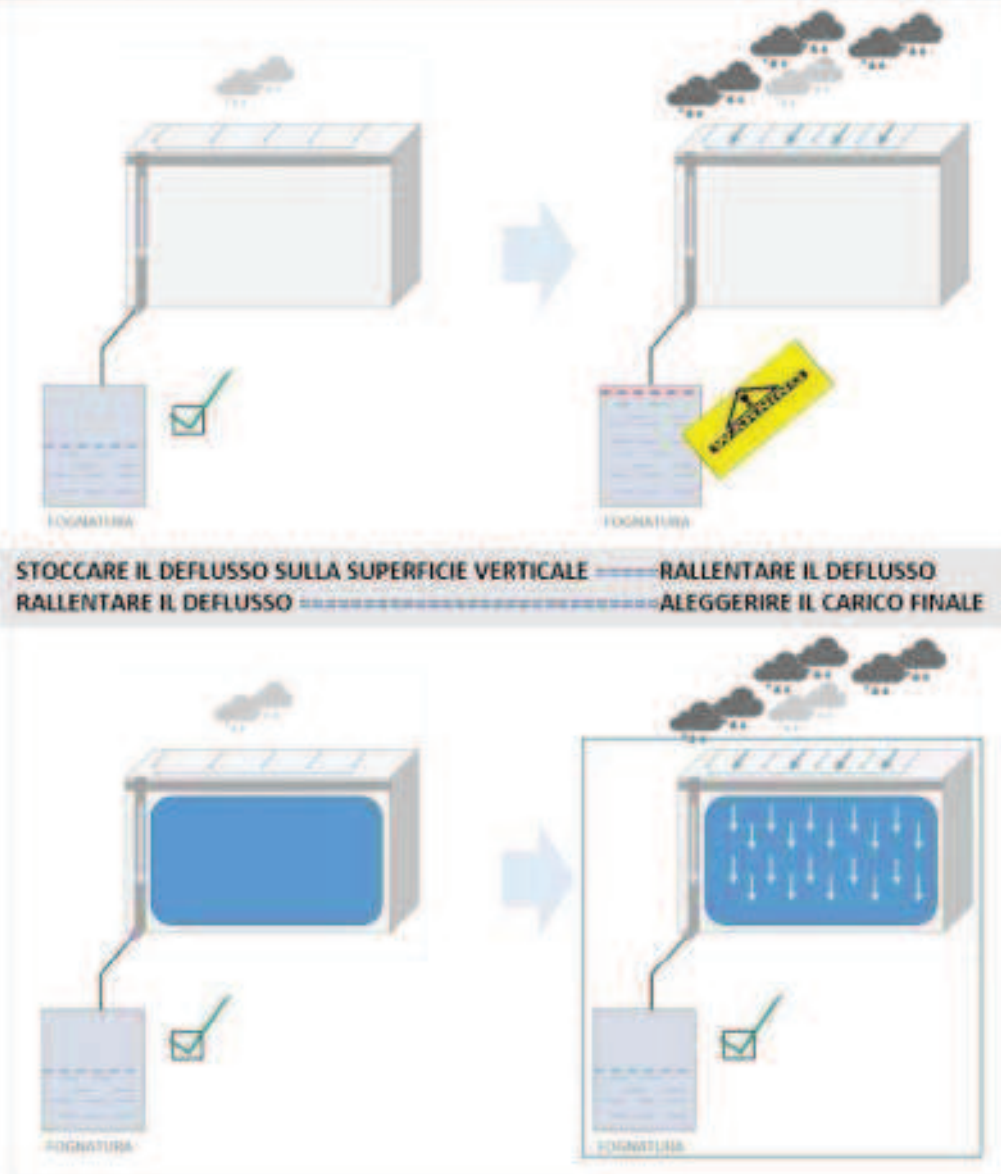 WARNING
FOGNATURA
FOGNATURA
STOCCARE IL DEFLUSSO SULLA SUPERFICIE VERTICALE RALLENTARE IL DEFLUSSO
RALLENTARE IL DEFLUSSO ALEGGERIRE IL CARICO FINALE
FOGNATURA
FOGNATURA